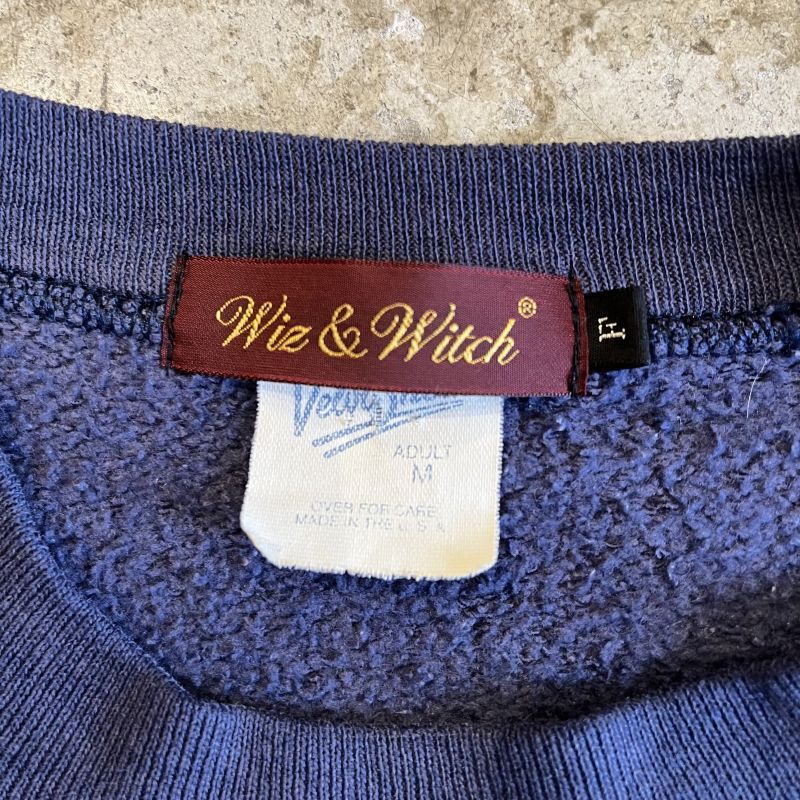 Wiz & Witch®
F
ADULT
M
OVER FOR CARE
MADE IN THE U.S.A.